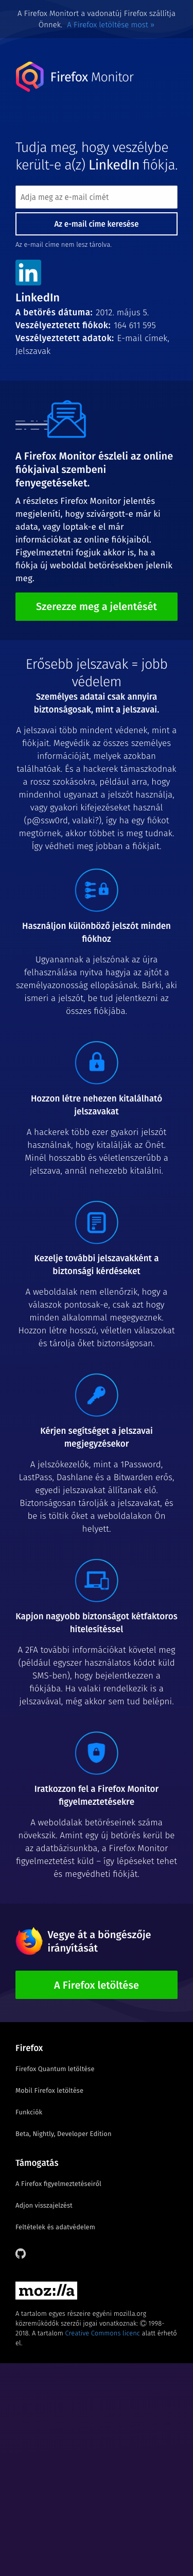 A Firefox Monitort a vadonatúj Firefox szállítja
Önnek. A Firefox letöltése most »
Firefox Monitor
Tudja meg, hogy veszélybe
került-e a(z) LinkedIn fiókja.
Adja meg az e-mail címét
Az e-mail címe keresése
Az e-mail címe nem lesz tárolva.
in
LinkedIn
A betörés dátuma: 2012. május 5.
Veszélyeztetett fiókok: 164 611 595
Veszélyeztetett adatok: E-mail címek,
Jelszavak
A Firefox Monitor észleli az online
fiókjaival szembeni
fenyegetéseket.
A részletes Firefox Monitor jelentés
megjeleníti, hogy szivárgott-e már ki
adata, vagy loptak-e el már
információkat az online fiókjaiból.
Figyelmeztetni fogjuk akkor is, ha a
fiókja új weboldal betörésekben jelenik
meg.
Szerezze meg a jelentését
Erősebb jelszavak = jobb
védelem
Személyes adatai csak annyira
biztonságosak, mint a jelszavai.
A jelszavai több mindent védenek, mint a
fiókjait. Megvédik az összes személyes
információját, melyek azokban
találhatóak. És a hackerek támaszkodnak
a rossz szokásokra, például arra, hogy
mindenhol ugyanazt a jelszót használja,
vagy gyakori kifejezéseket használ
(p@ssw0rd, valaki?), így ha egy fiókot
megtörnek, akkor többet is meg tudnak.
Így védheti meg jobban a fiókjait.
Használjon különböző jelszót minden
fiókhoz
Ugyanannak a jelszónak az újra
felhasználása nyitva hagyja az ajtót a
személyazonosság ellopásának. Bárki, aki
ismeri a jelszót, be tud jelentkezni az
összes fiókjába.
Hozzon létre nehezen kitalálható
jelszavakat
A hackerek több ezer gyakori jelszót
használnak, hogy kitalálják az Önét.
Minél hosszabb és véletlenszerűbb a
jelszava, annál nehezebb kitalálni.
Kezelje további jelszavakként a
biztonsági kérdéseket
A weboldalak nem ellenőrzik, hogy a
válaszok pontosak-e, csak azt hogy
minden alkalommal megegyeznek.
Hozzon létre hosszú, véletlen válaszokat
és tárolja őket biztonságosan.
Kérjen segítséget a jelszavai
megjegyzésekor
A jelszókezelők, mint a 1Password,
LastPass, Dashlane és a Bitwarden erős,
egyedi jelszavakat állítanak elő.
Biztonságosan tárolják a jelszavakat, és
be is töltik őket a weboldalakon Ön
helyett.
Kapjon nagyobb biztonságot kétfaktoros
hitelesítéssel
A 2FA további információkat követel meg
(például egyszer használatos kódot küld
SMS-ben), hogy bejelentkezzen a
fiókjába. Ha valaki rendelkezik is a
jelszavával, még akkor sem tud belépni.
Iratkozzon fel a Firefox Monitor
figyelmeztetésekre
A weboldalak betöréseinek száma
növekszik. Amint egy új betörés kerül be
az adatbázisunkba, a Firefox Monitor
figyelmeztetést küld – így lépéseket tehet
és megvédheti fiókját.
Vegye át a böngészője
irányítását
A Firefox letöltése
Firefox
Firefox Quantum letöltése
Mobil Firefox letöltése
Funkciók
Beta, Nightly, Developer Edition
Támogatás
A Firefox figyelmeztetéseiről
Adjon visszajelzést
Feltételek és adatvédelem
moz://a
A tartalom egyes részeire egyéni mozilla.org
közreműködők szerzői jogai vonatkoznak: © 1998-
2018. A tartalom Creative Commons licenc alatt érhető
el.